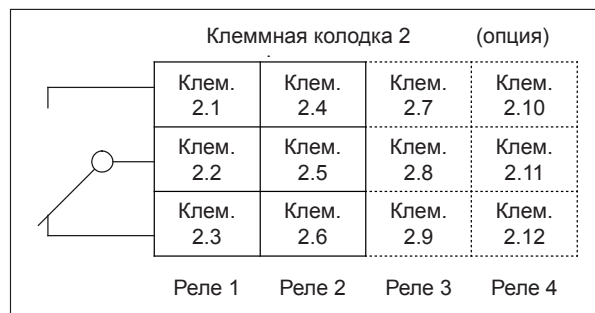 Клеммная колодка 2 (опция)
Клем. Клем. Клем. Клем.
2.1 2.4 2.7 2.10
Клем. Клем. Клем. Клем.
2.2 2.5 2.8 2.11
Клем. Клем. Клем. Клем.
2.3 2.6 2.9 2.12
Реле 1 Реле 2 Реле 3 Реле 4